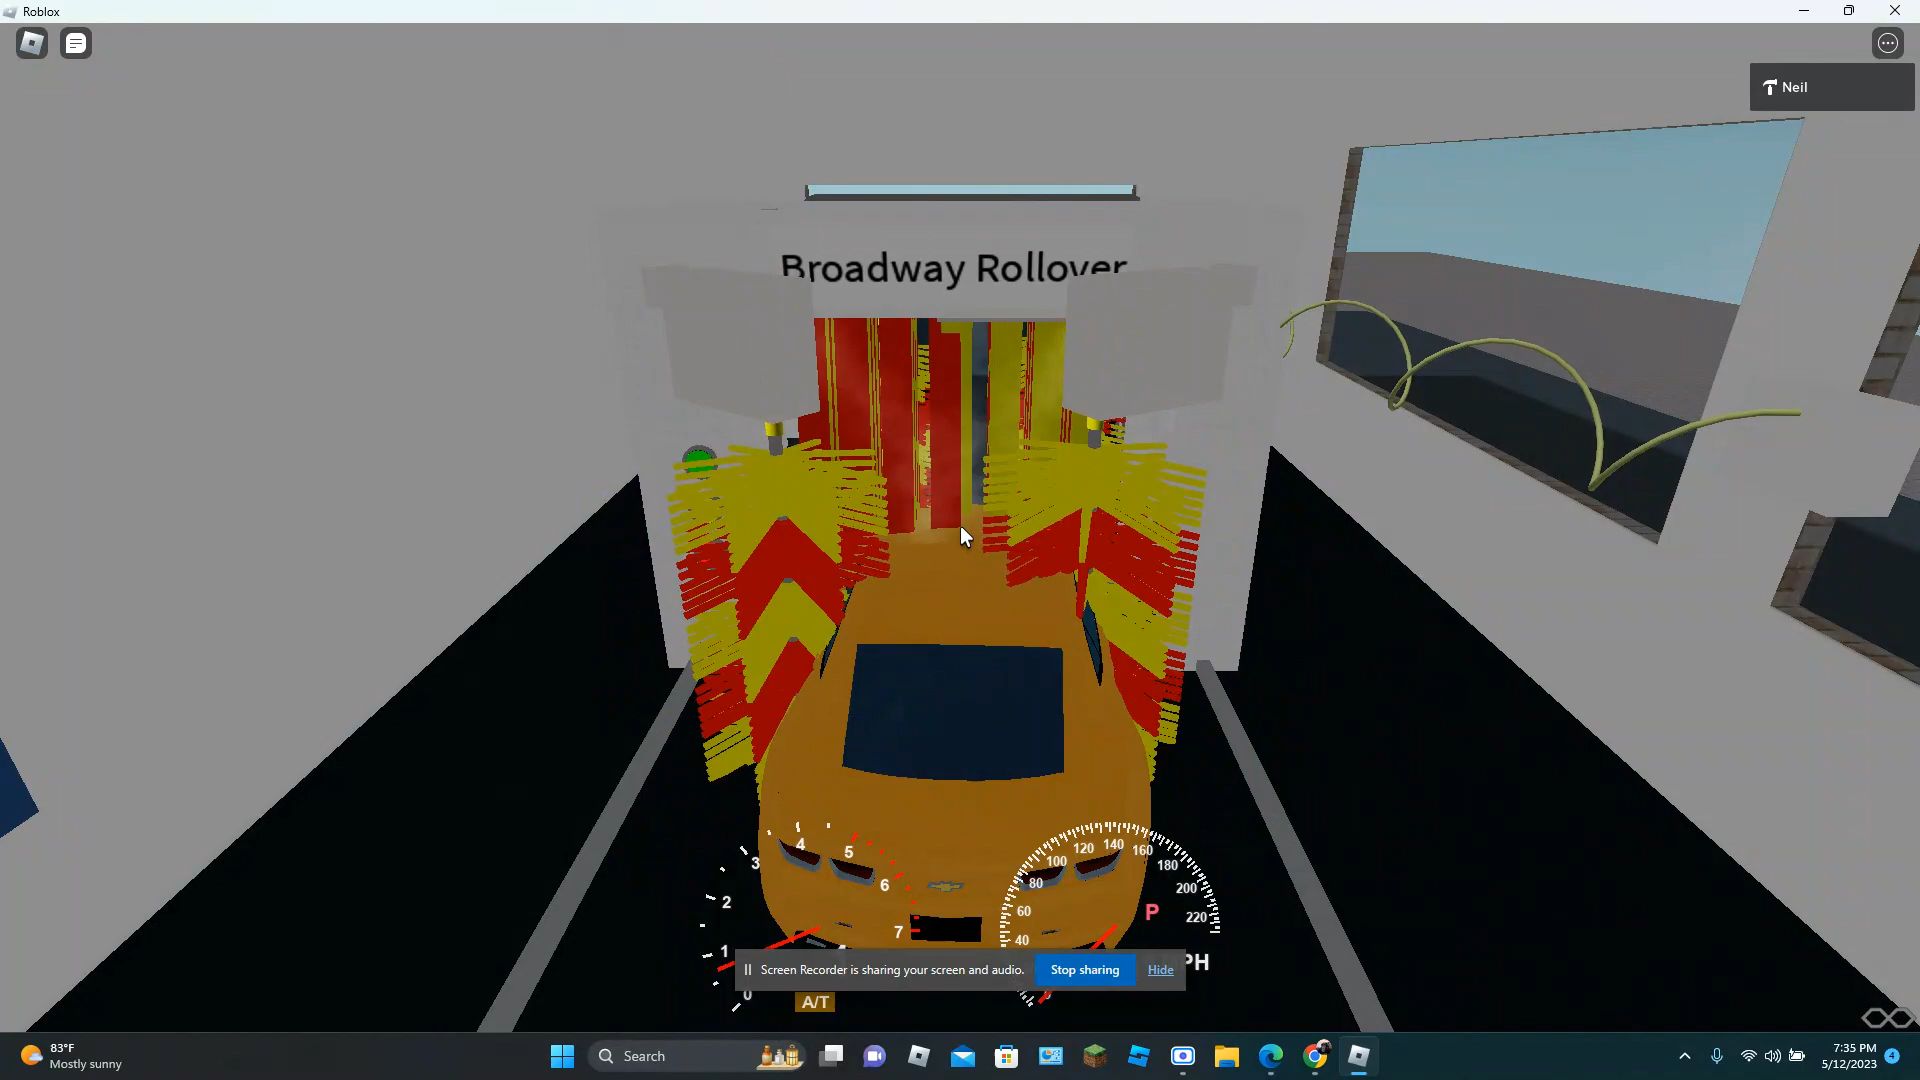 Roblox
Neil
Broadway Rollover
0
1
2
3
4
5
6
7
40
60
80
100
120
140
160
180
200
220
P
PH
A/T
Screen Recorder is sharing your screen and audio.
Stop sharing
Hide
83°F
Mostly sunny
Search
7:35 PM
5/12/2023
4